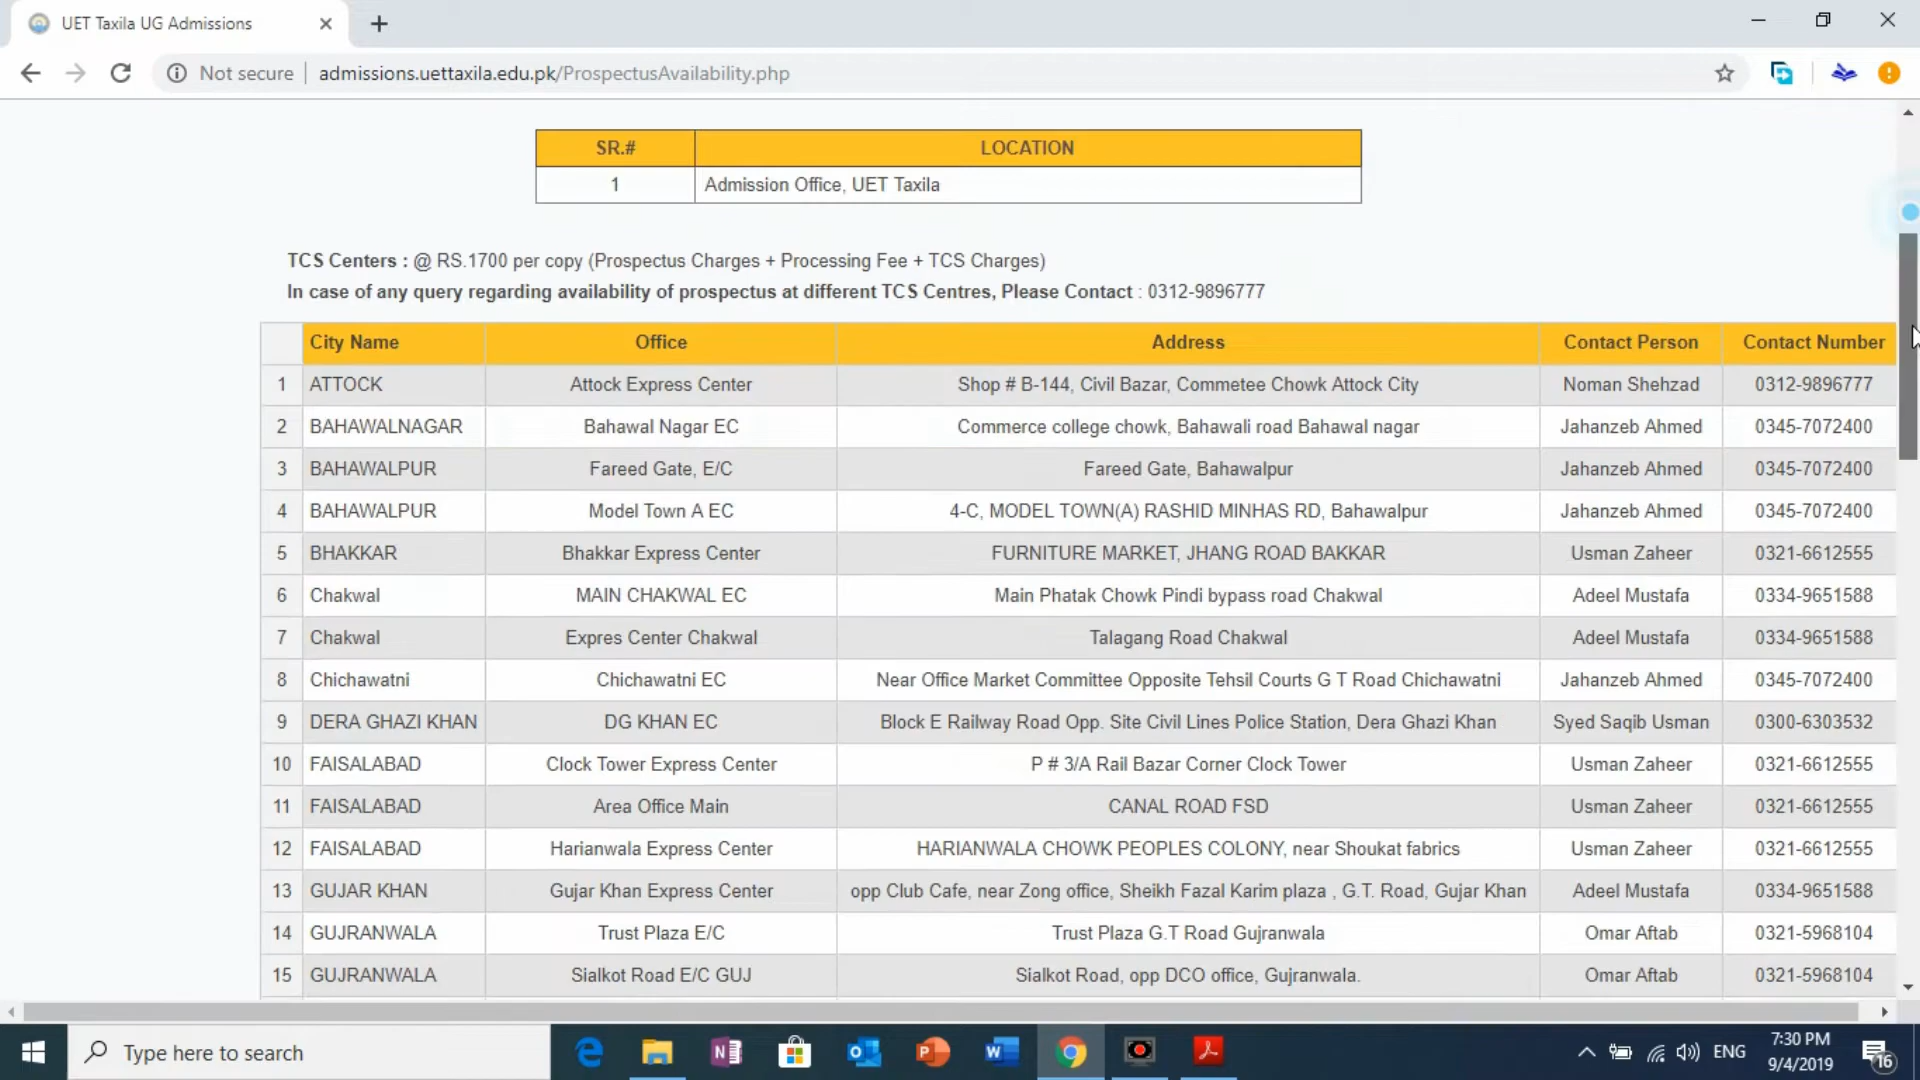 UET Taxila UG Admissions
Not secure admissions.uettaxila.edu.pk/ProspectusAvailability.php
SR.# LOCATION
1 Admission Office, UET Taxila
TCS Centers : @ RS.1700 per copy (Prospectus Charges + Processing Fee + TCS Charges)
In case of any query regarding availability of prospectus at different TCS Centres, Please Contact : 0312-9896777
City Name Office Address Contact Person Contact Number
1 ATTOCK Attock Express Center Shop # B-144, Civil Bazar, Commetee Chowk Attock City Noman Shehzad 0312-9896777
2 BAHAWALNAGAR Bahawal Nagar EC Commerce college chowk, Bahawali road Bahawal nagar Jahanzeb Ahmed 0345-7072400
3 BAHAWALPUR Fareed Gate, E/C Fareed Gate, Bahawalpur Jahanzeb Ahmed 0345-7072400
4 BAHAWALPUR Model Town A EC 4-C, MODEL TOWN(A) RASHID MINHAS RD, Bahawalpur Jahanzeb Ahmed 0345-7072400
5 BHAKKAR Bhakkar Express Center FURNITURE MARKET, JHANG ROAD BAKKAR Usman Zaheer 0321-6612555
6 Chakwal MAIN CHAKWAL EC Main Phatak Chowk Pindi bypass road Chakwal Adeel Mustafa 0334-9651588
7 Chakwal Expres Center Chakwal Talagang Road Chakwal Adeel Mustafa 0334-9651588
8 Chichawatni Chichawatni EC Near Office Market Committee Opposite Tehsil Courts G T Road Chichawatni Jahanzeb Ahmed 0345-7072400
9 DERA GHAZI KHAN DG KHAN EC Block E Railway Road Opp. Site Civil Lines Police Station, Dera Ghazi Khan Syed Saqib Usman 0300-6303532
10 FAISALABAD Clock Tower Express Center P # 3/A Rail Bazar Corner Clock Tower Usman Zaheer 0321-6612555
11 FAISALABAD Area Office Main CANAL ROAD FSD Usman Zaheer 0321-6612555
12 FAISALABAD Harianwala Express Center HARIANWALA CHOWK PEOPLES COLONY, near Shoukat fabrics Usman Zaheer 0321-6612555
13 GUJAR KHAN Gujar Khan Express Center opp Club Cafe, near Zong office, Sheikh Fazal Karim plaza , G.T. Road, Gujar Khan Adeel Mustafa 0334-9651588
14 GUJRANWALA Trust Plaza E/C Trust Plaza G.T Road Gujranwala Omar Aftab 0321-5968104
15 GUJRANWALA Sialkot Road E/C GUJ Sialkot Road, opp DCO office, Gujranwala. Omar Aftab 0321-5968104
Type here to search
ENG
7:30 PM
9/4/2019
16